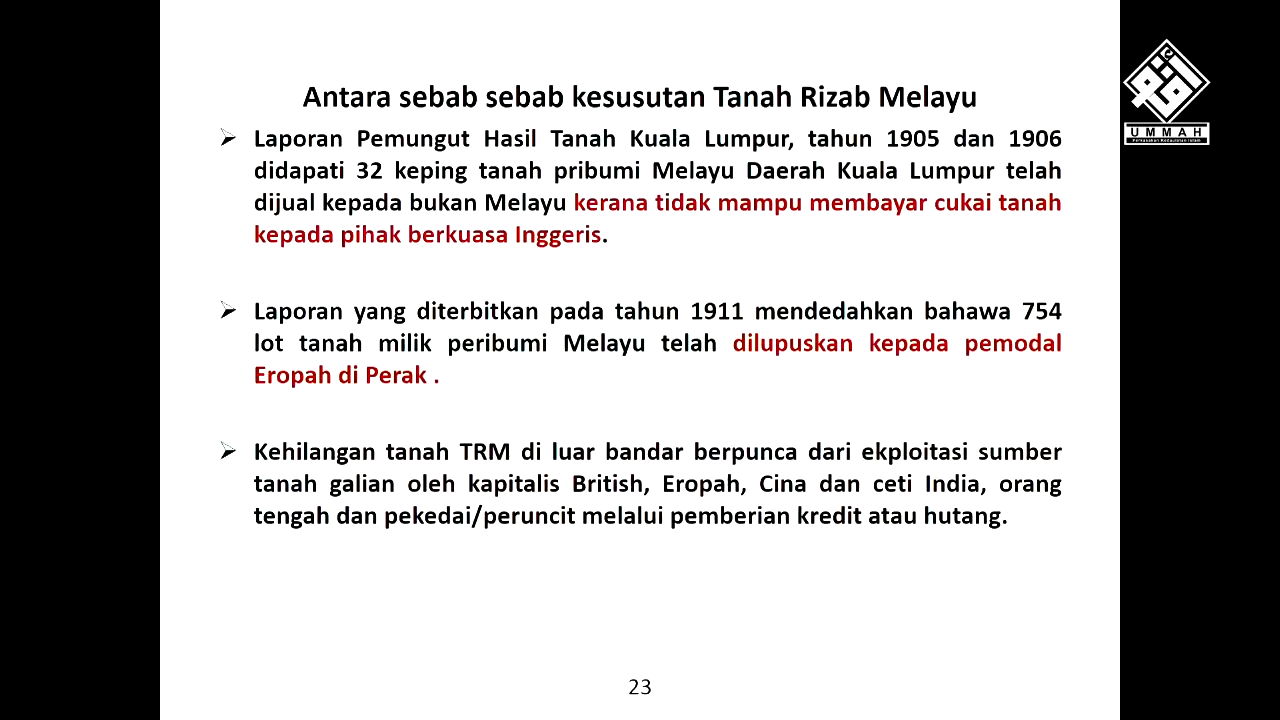 Antara sebab sebab kesusutan Tanah Rizab Melayu
Laporan Pemungut Hasil Tanah Kuala Lumpur, tahun 1905 dan 1906
didapati 32 keping tanah pribumi Melayu Daerah Kuala Lumpur telah
dijual kepada bukan Melayu kerana tidak mampu membayar cukai tanah
kepada pihak berkuasa Inggeris.
Laporan yang diterbitkan pada tahun 1911 mendedahkan bahawa 754
lot tanah milik peribumi Melayu telah dilupuskan kepada pemodal
Eropah di Perak .
Kehilangan tanah TRM di luar bandar berpunca dari ekploitasi sumber
tanah galian oleh kapitalis British, Eropah, Cina dan ceti India, orang
tengah dan pekedai/peruncit melalui pemberian kredit atau hutang.
23
UMMAH
Perkasakan Kedaulatan Islam